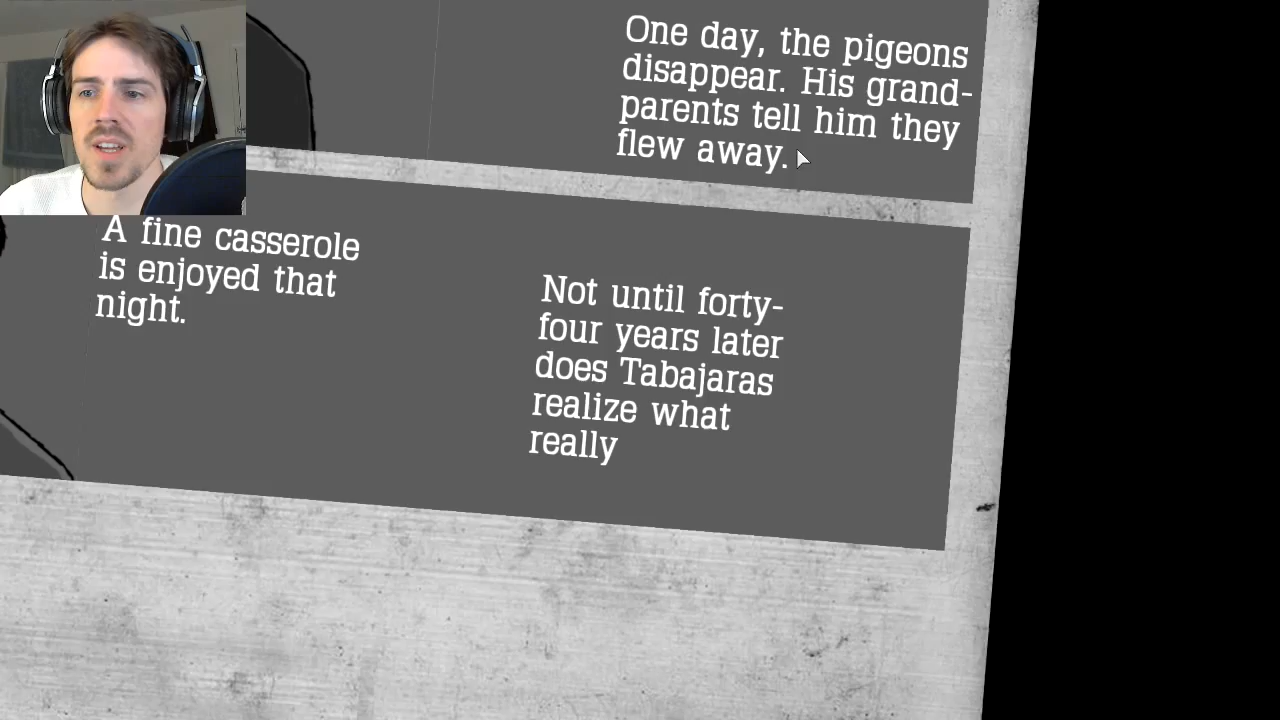 One day, the pigeons
disappear. His grand-
parents tell him they
flew away.
A fine casserole
is enjoyed that
night.
Not until forty-
four years later
does Tabajaras
realize what
really